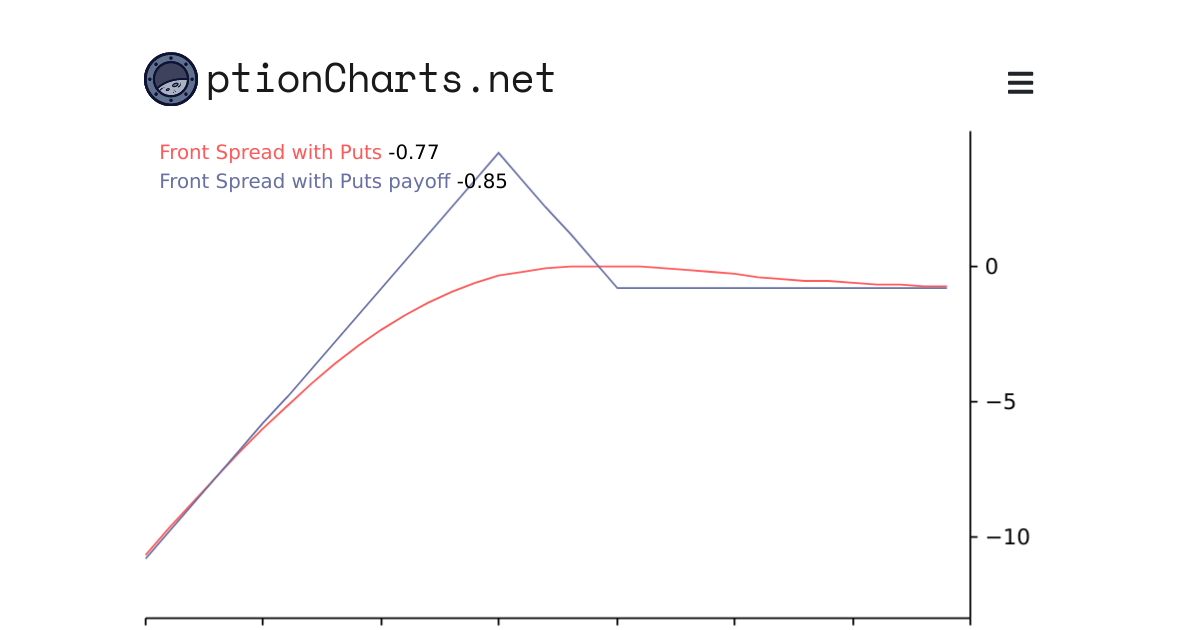 ptionCharts.net
Front Spread with Puts -0.77
Front Spread with Puts payoff -0.85
0
−5
−10